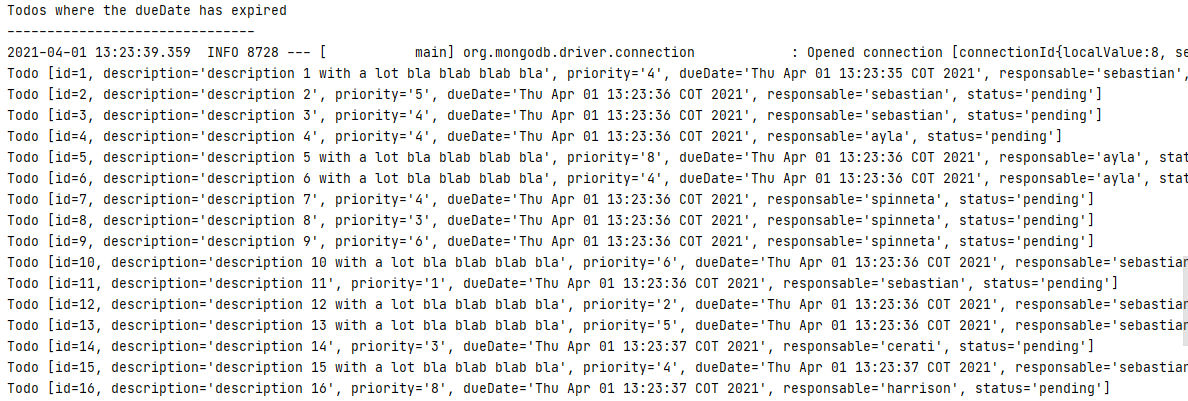 Todos where the dueDate has expired
-------------------------------
2021-04-01 13:23:39.359  INFO 8728 --- [           main] org.mongodb.driver.connection            : Opened connection [connectionId{localValue:8, se
Todo [id=1, description='description 1 with a lot bla blab blab bla', priority='4', dueDate='Thu Apr 01 13:23:35 COT 2021', responsable='sebastian',
Todo [id=2, description='description 2', priority='5', dueDate='Thu Apr 01 13:23:36 COT 2021', responsable='sebastian', status='pending']
Todo [id=3, description='description 3', priority='4', dueDate='Thu Apr 01 13:23:36 COT 2021', responsable='sebastian', status='pending']
Todo [id=4, description='description 4', priority='4', dueDate='Thu Apr 01 13:23:36 COT 2021', responsable='ayla', status='pending']
Todo [id=5, description='description 5 with a lot bla blab blab bla', priority='8', dueDate='Thu Apr 01 13:23:36 COT 2021', responsable='ayla', stat
Todo [id=6, description='description 6 with a lot bla blab blab bla', priority='4', dueDate='Thu Apr 01 13:23:36 COT 2021', responsable='ayla', stat
Todo [id=7, description='description 7', priority='4', dueDate='Thu Apr 01 13:23:36 COT 2021', responsable='spinneta', status='pending']
Todo [id=8, description='description 8', priority='3', dueDate='Thu Apr 01 13:23:36 COT 2021', responsable='spinneta', status='pending']
Todo [id=9, description='description 9', priority='6', dueDate='Thu Apr 01 13:23:36 COT 2021', responsable='spinneta', status='pending']
Todo [id=10, description='description 10 with a lot bla blab blab bla', priority='6', dueDate='Thu Apr 01 13:23:36 COT 2021', responsable='sebastian
Todo [id=11, description='description 11', priority='1', dueDate='Thu Apr 01 13:23:36 COT 2021', responsable='sebastian', status='pending']
Todo [id=12, description='description 12 with a lot bla blab blab bla', priority='2', dueDate='Thu Apr 01 13:23:36 COT 2021', responsable='sebastian
Todo [id=13, description='description 13 with a lot bla blab blab bla', priority='5', dueDate='Thu Apr 01 13:23:36 COT 2021', responsable='sebastian
Todo [id=14, description='description 14', priority='3', dueDate='Thu Apr 01 13:23:37 COT 2021', responsable='cerati', status='pending']
Todo [id=15, description='description 15 with a lot bla blab blab bla', priority='4', dueDate='Thu Apr 01 13:23:37 COT 2021', responsable='sebastian
Todo [id=16, description='description 16', priority='8', dueDate='Thu Apr 01 13:23:37 COT 2021', responsable='harrison', status='pending']